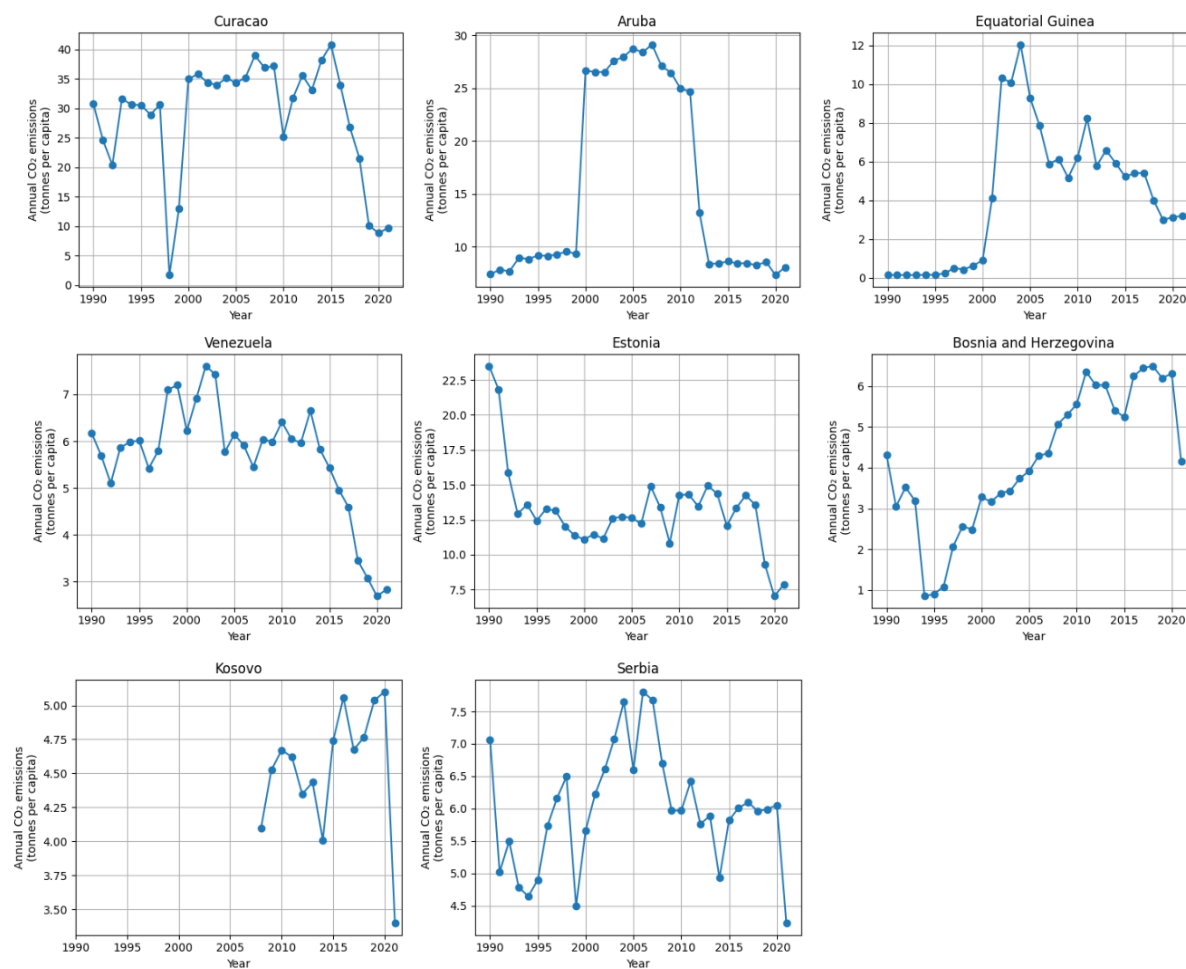 Curacao
Annual CO₂ emissions
(tonnes per capita)
40
35
30
25
20
15
10
5
0
1990 1995 2000 2005 2010 2015 2020
Year
Aruba
Annual CO₂ emissions
(tonnes per capita)
30
25
20
15
10
1990 1995 2000 2005 2010 2015 2020
Year
Equatorial Guinea
Annual CO₂ emissions
(tonnes per capita)
12
10
8
6
4
2
0
1990 1995 2000 2005 2010 2015 2020
Year
Venezuela
Annual CO₂ emissions
(tonnes per capita)
7
6
5
4
3
1990 1995 2000 2005 2010 2015 2020
Year
Estonia
Annual CO₂ emissions
(tonnes per capita)
22.5
20.0
17.5
15.0
12.5
10.0
7.5
1990 1995 2000 2005 2010 2015 2020
Year
Bosnia and Herzegovina
Annual CO₂ emissions
(tonnes per capita)
6
5
4
3
2
1
1990 1995 2000 2005 2010 2015 2020
Year
Kosovo
Annual CO₂ emissions
(tonnes per capita)
5.00
4.75
4.50
4.25
4.00
3.75
3.50
1990 1995 2000 2005 2010 2015 2020
Year
Serbia
Annual CO₂ emissions
(tonnes per capita)
7.5
7.0
6.5
6.0
5.5
5.0
4.5
1990 1995 2000 2005 2010 2015 2020
Year